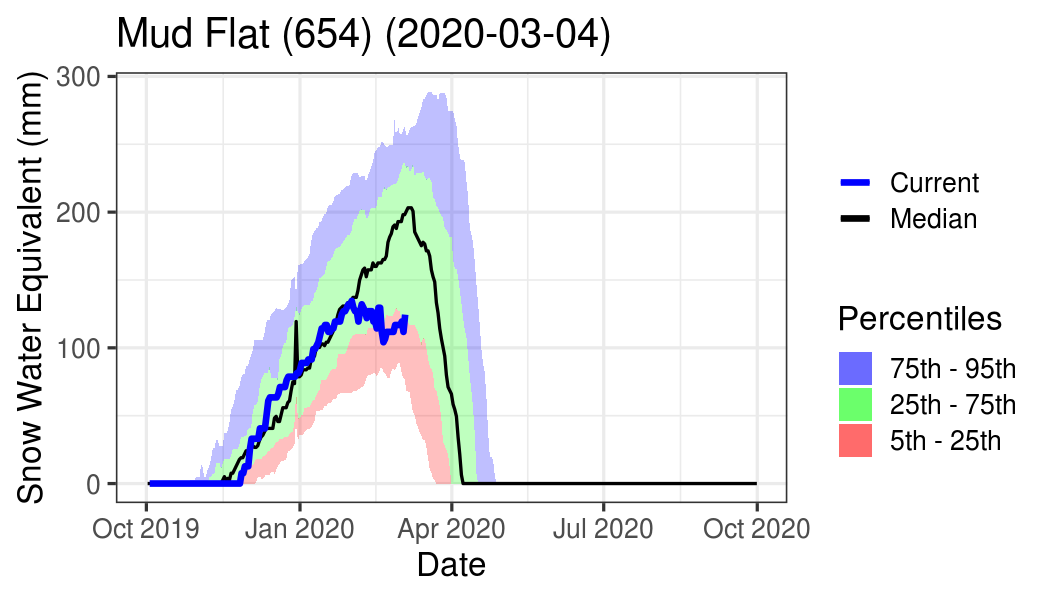 Mud Flat (654) (2020-03-04)
Snow Water Equivalent (mm)
300
200
100
0
Oct 2019
Jan 2020
Apr 2020
Jul 2020
Oct 2020
Date
Current
Median
Percentiles
75th - 95th
25th - 75th
5th - 25th